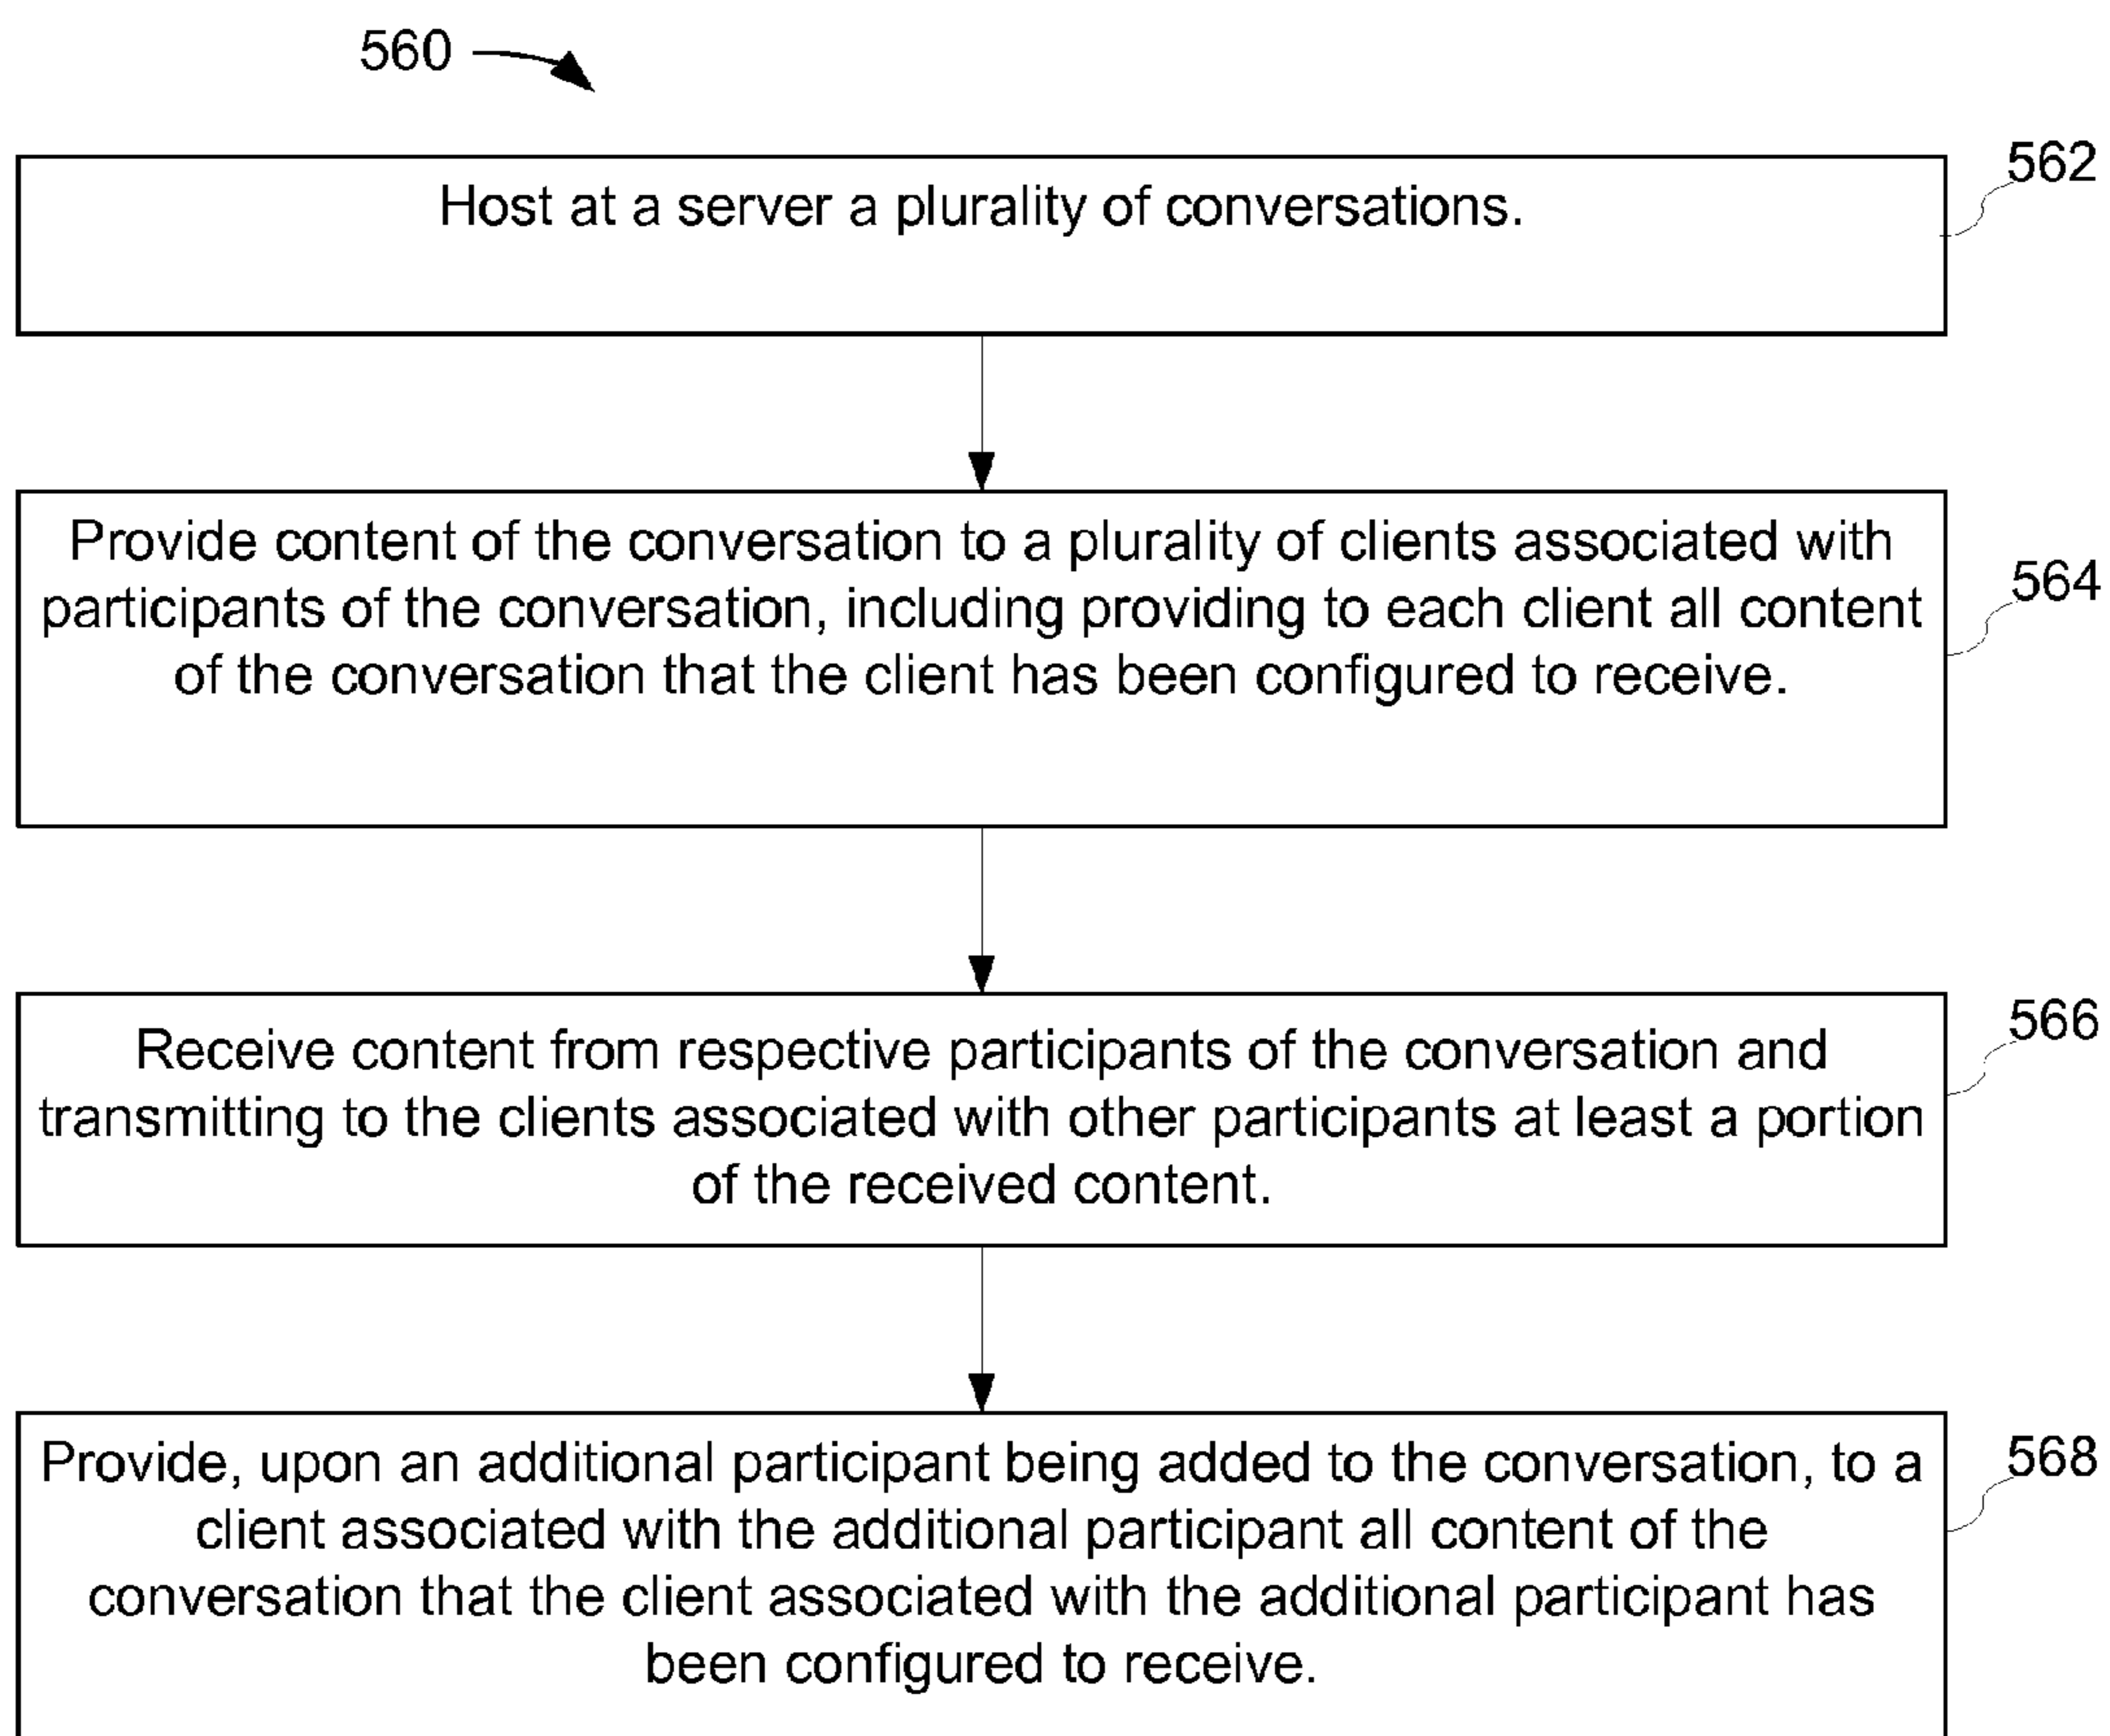 560
562
Host at a server a plurality of conversations.
564
Provide content of the conversation to a plurality of clients associated with
participants of the conversation, including providing to each client all content
of the conversation that the client has been configured to receive.
566
Receive content from respective participants of the conversation and
transmitting to the clients associated with other participants at least a portion
of the received content.
568
Provide, upon an additional participant being added to the conversation, to a
client associated with the additional participant all content of the
conversation that the client associated with the additional participant has
been configured to receive.